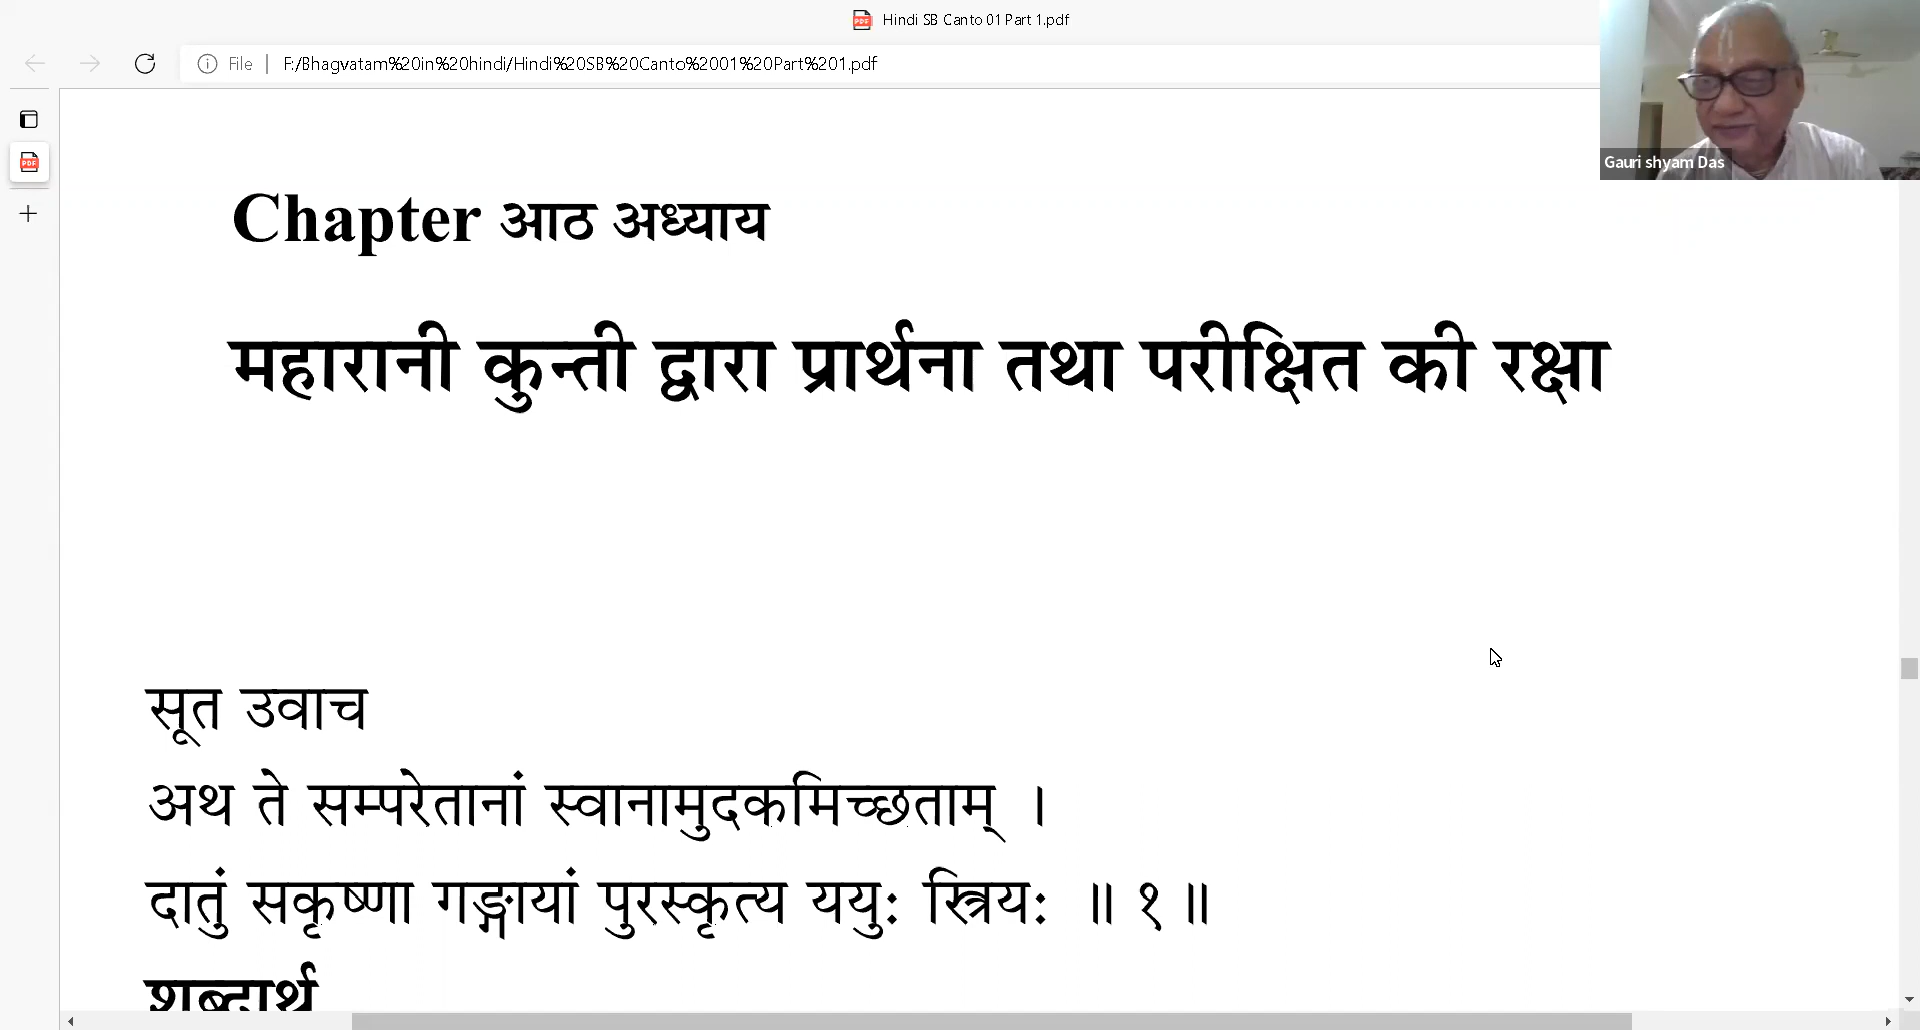 Hindi SB Canto 01 Part 1.pdf
File | F:/Bhagvatam%20in%20hindi/Hindi%20SB%20Canto%2001%20Part%201.pdf
Gauri shyam Das
Chapter आठ अध्याय
महारानी कुन्ती द्वारा प्रार्थना तथा परीक्षित की रक्षा
सूत उवाच
अथ ते सम्परेतानां स्वानामुदकमिच्छताम् ।
दातुं सकृष्णा गङ्गायां पुरस्कृत्य ययुः स्त्रियः ॥ १ ॥
शब्दार्थ